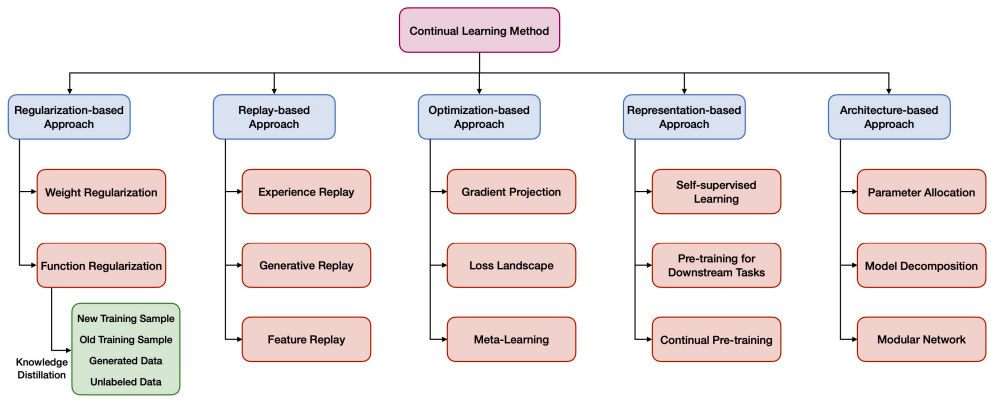 Continual Learning Method
Regularization-based
Approach
Replay-based
Approach
Optimization-based
Approach
Representation-based
Approach
Architecture-based
Approach
Weight Regularization
Experience Replay
Gradient Projection
Self-supervised
Learning
Parameter Allocation
Function Regularization
Generative Replay
Loss Landscape
Pre-training for
Downstream Tasks
Model Decomposition
Feature Replay
Meta-Learning
Continual Pre-training
Modular Network
Knowledge
Distillation
New Training Sample
Old Training Sample
Generated Data
Unlabeled Data